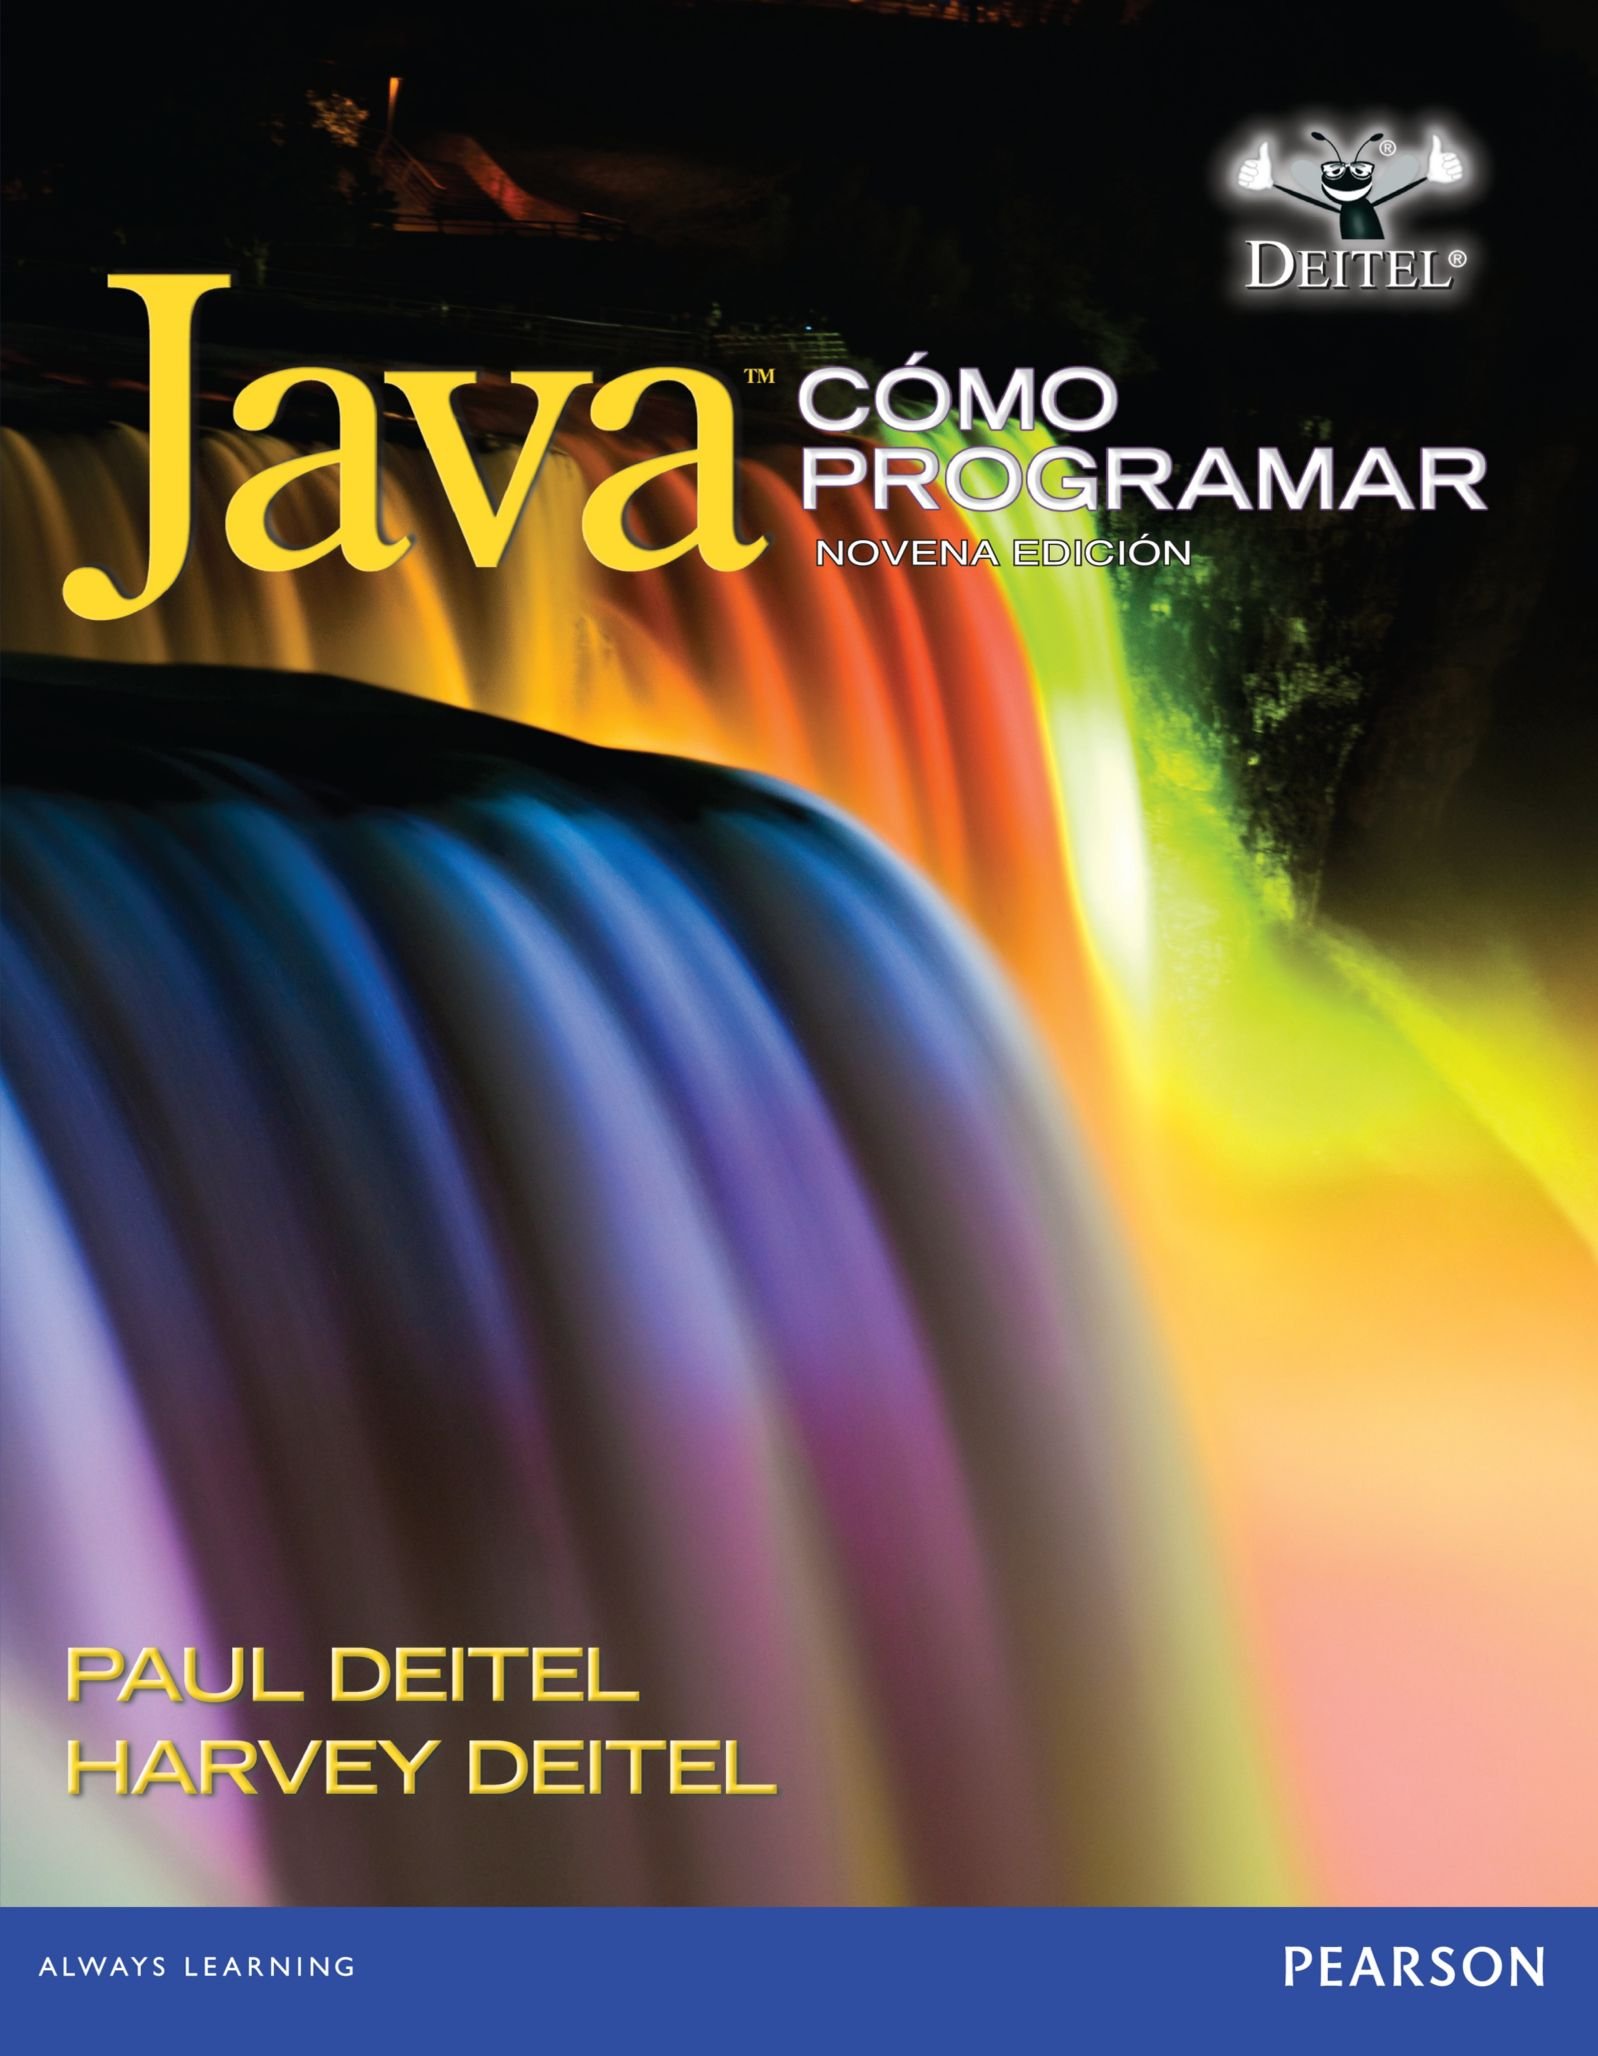 DEITEL®
Java™
CÓMO
PROGRAMAR
NOVENA EDICIÓN
PAUL DEITEL
HARVEY DEITEL
ALWAYS LEARNING
PEARSON